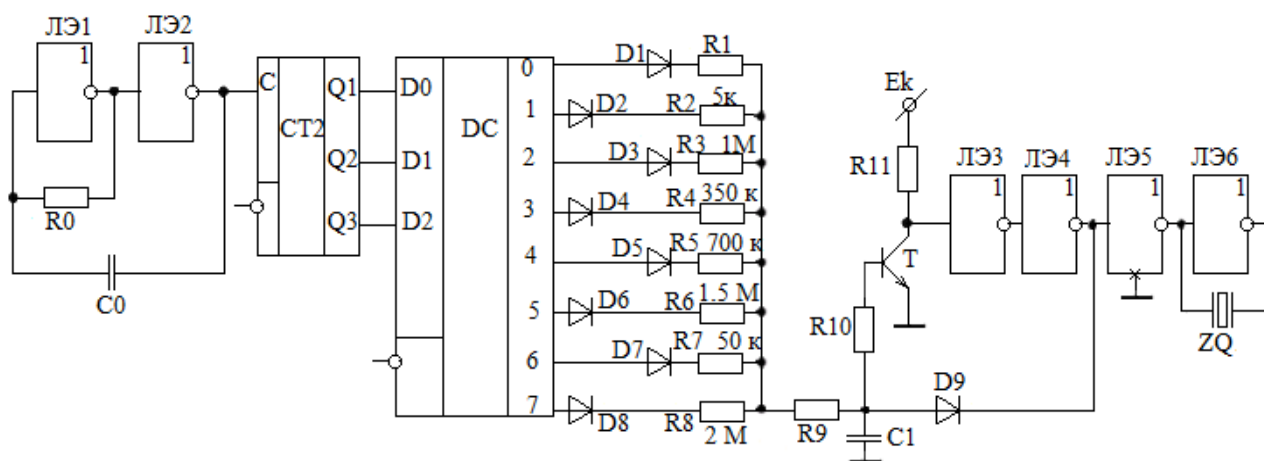 ЛЭ1 ЛЭ2
1 1
R0
C0
C CT2 Q1 Q2 Q3
D0 D1 D2 DC
0 1 2 3 4 5 6 7
D1 R1
D2 R2 5к
D3 R3 1М
D4 R4 350 к
D5 R5 700 к
D6 R6 1.5 М
D7 R7 50 к
D8 R8 2 М
R9
C1
D9
R10
T
R11
Ek
ЛЭ3 ЛЭ4 ЛЭ5 ЛЭ6
1 1 1 1
ZQ